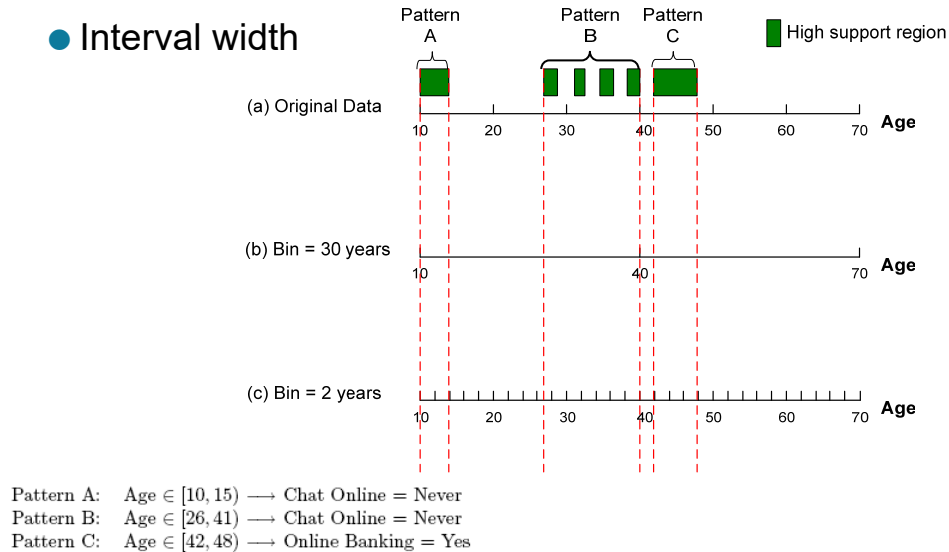 Interval width
Pattern A
Pattern B
Pattern C
High support region
(a) Original Data
10 20 30 40 50 60 70 Age
(b) Bin = 30 years
10 40 70 Age
(c) Bin = 2 years
10 20 30 40 50 60 70 Age
Pattern A: Age ∈ [10, 15) ⟶ Chat Online = Never
Pattern B: Age ∈ [26, 41) ⟶ Chat Online = Never
Pattern C: Age ∈ [42, 48) ⟶ Online Banking = Yes